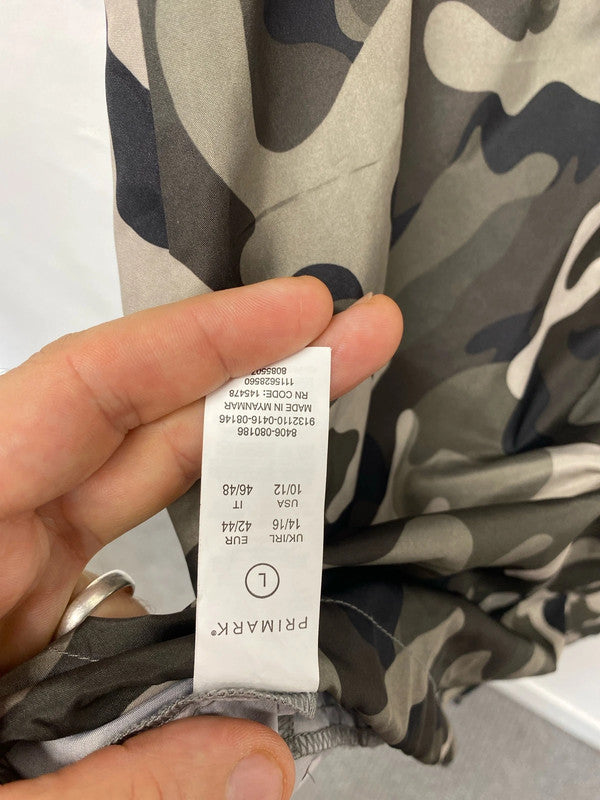 PRIMARK®
L
UK/IRL EUR
14/16 42/44
USA IT
10/12 46/48
8406-080186
9132110-0416-08146
MADE IN MYANMAR
RN CODE: 145478
1115628560
8085507